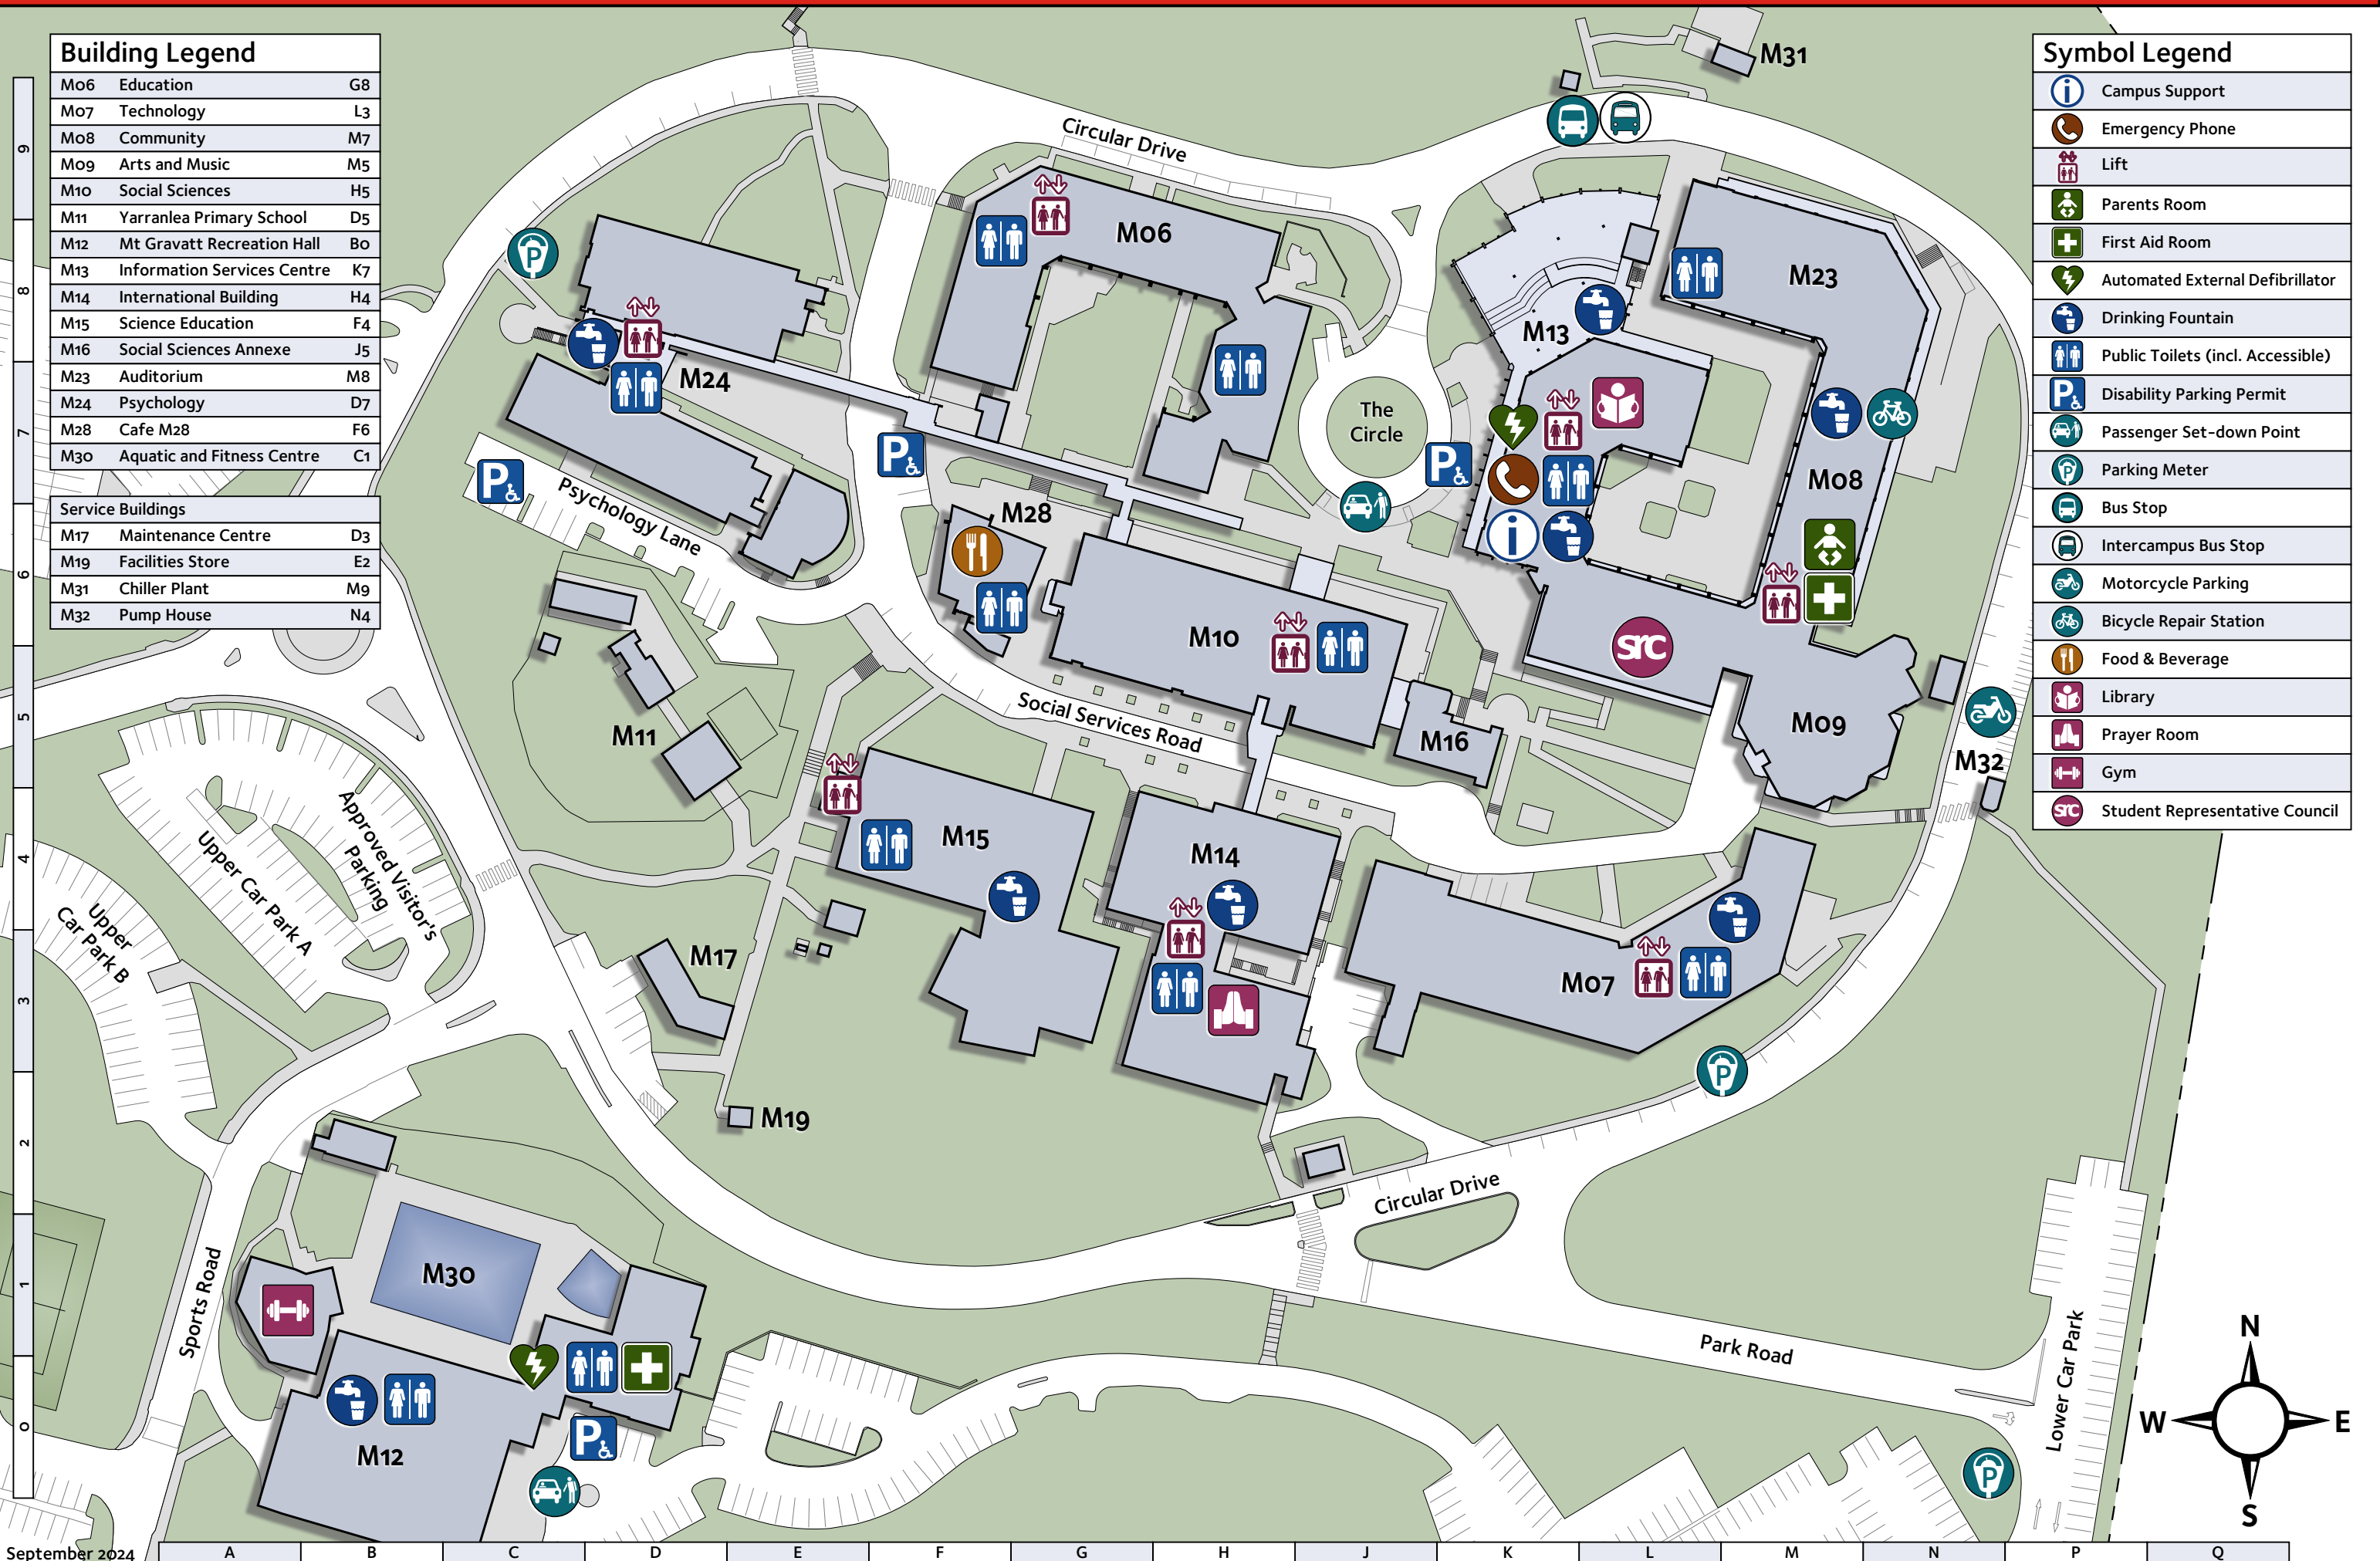 Building Legend
M06 Education G8
M07 Technology L3
M08 Community M7
M09 Arts and Music M5
M10 Social Sciences H5
M11 Yarranlea Primary School D5
M12 Mt Gravatt Recreation Hall B0
M13 Information Services Centre K7
M14 International Building H4
M15 Science Education F4
M16 Social Sciences Annexe J5
M23 Auditorium M8
M24 Psychology D7
M28 Cafe M28 F6
M30 Aquatic and Fitness Centre C1
Service Buildings
M17 Maintenance Centre D3
M19 Facilities Store E2
M31 Chiller Plant M9
M32 Pump House N4
Symbol Legend
i Campus Support
Emergency Phone
Lift
Parents Room
First Aid Room
Automated External Defibrillator
Drinking Fountain
Public Toilets (incl. Accessible)
P Disability Parking Permit
Passenger Set-down Point
P Parking Meter
Bus Stop
Intercampus Bus Stop
Motorcycle Parking
Bicycle Repair Station
Food & Beverage
Library
Prayer Room
Gym
src Student Representative Council
M31
Circular Drive
M06
M23
P
M13
M24
The
Circle
P
P
P
M08
Psychology Lane
M28
i
M10
src
M11
Social Services Road
M16
M09
M32
Approved Visitor's
Parking
Upper Car Park A
Upper
Car Park B
M15
M14
M17
M07
P
M19
Circular Drive
M30
Sports Road
Park Road
Lower Car Park
M12
P
P
N
W
E
S
9
8
7
6
5
4
3
2
1
0
September 2024
A B C D E F G H J K L M N P Q